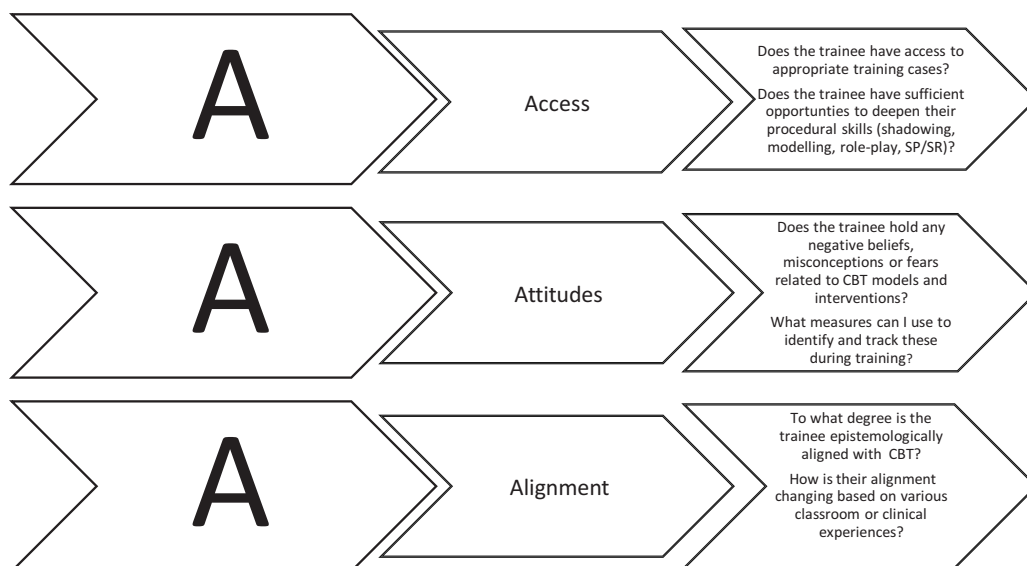 A
Access
Does the trainee have access to
appropriate training cases?
Does the trainee have sufficient
opportunties to deepen their
procedural skills (shadowing,
modelling, role-play, SP/SR)?
A
Attitudes
Does the trainee hold any
negative beliefs,
misconceptions or fears
related to CBT models and
interventions?
What measures can I use to
identify and track these
during training?
A
Alignment
To what degree is the
trainee epistemologically
aligned with CBT?
How is their alignment
changing based on various
classroom or clinical
experiences?